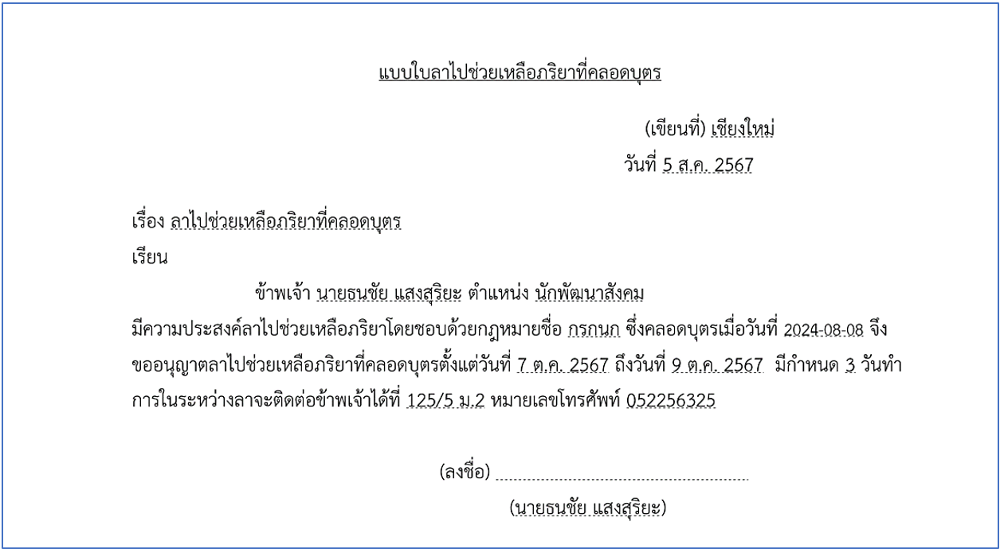 แบบใบลาไปช่วยเหลือภริยาที่คลอดบุตร
(เขียนที่) เชียงใหม่
วันที่ 5 ส.ค. 2567
เรื่อง ลาไปช่วยเหลือภริยาที่คลอดบุตร
เรียน
ข้าพเจ้า นายธนชัย แสงสุริยะ ตำแหน่ง นักพัฒนาสังคม
มีความประสงค์ลาไปช่วยเหลือภริยาโดยชอบด้วยกฎหมายชื่อ กรกนก ซึ่งคลอดบุตรเมื่อวันที่ 2024-08-08 จึง
ขออนุญาตลาไปช่วยเหลือภริยาที่คลอดบุตรตั้งแต่วันที่ 7 ต.ค. 2567 ถึงวันที่ 9 ต.ค. 2567 มีกำหนด 3 วันทำ
การในระหว่างลาจะติดต่อข้าพเจ้าได้ที่ 125/5 ม.2 หมายเลขโทรศัพท์ 052256325
(ลงชื่อ)
(นายธนชัย แสงสุริยะ)